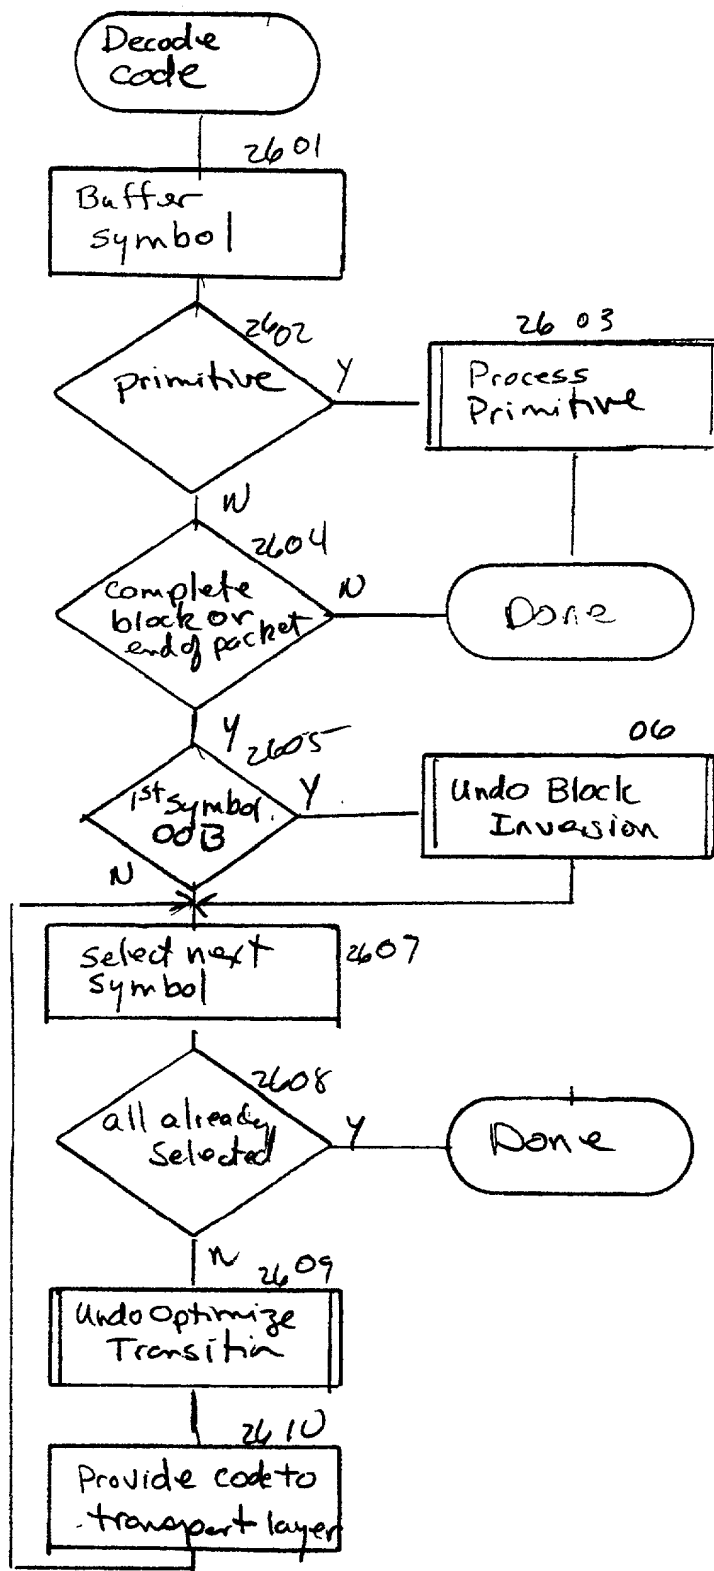 Decode
code
2601
Buffer
symbol
2602
primitive
Y
2603
Process
Primitive
N
2604
complete
block or
end of packet
N
Done
Y
2605
1st symbol
OOB
Y
06
Undo Block
Inversion
N
select next
symbol
2607
2608
all already
selected
Y
Done
N
2609
Undo Optimize
Transition
2610
Provide code to
transport layer